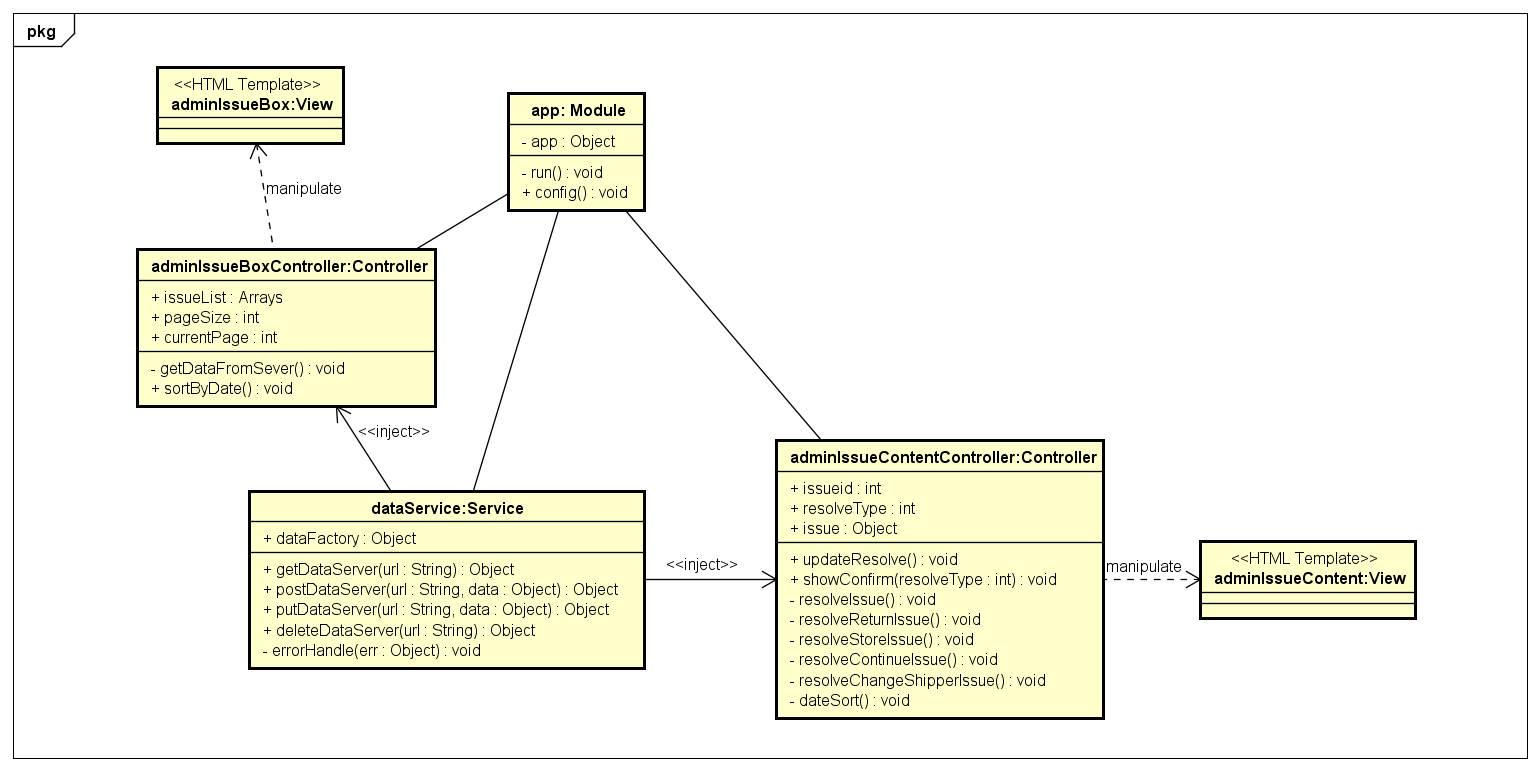 pkg
<<HTML Template>>
adminIssueBox:View
manipulate
app: Module
- app : Object
- run() : void
+ config() : void
adminIssueBoxController:Controller
+ issueList : Arrays
+ pageSize : int
+ currentPage : int
- getDataFromSever() : void
+ sortByDate() : void
<<inject>>
dataService:Service
+ dataFactory : Object
+ getDataServer(url : String) : Object
+ postDataServer(url : String, data : Object) : Object
+ putDataServer(url : String, data : Object) : Object
+ deleteDataServer(url : String) : Object
- errorHandle(err : Object) : void
<<inject>>
adminIssueContentController:Controller
+ issueid : int
+ resolveType : int
+ issue : Object
+ updateResolve() : void
+ showConfirm(resolveType : int) : void
- resolveIssue() : void
- resolveReturnIssue() : void
- resolveStoreIssue() : void
- resolveContinueIssue() : void
- resolveChangeShipperIssue() : void
- dateSort() : void
manipulate
<<HTML Template>>
adminIssueContent:View